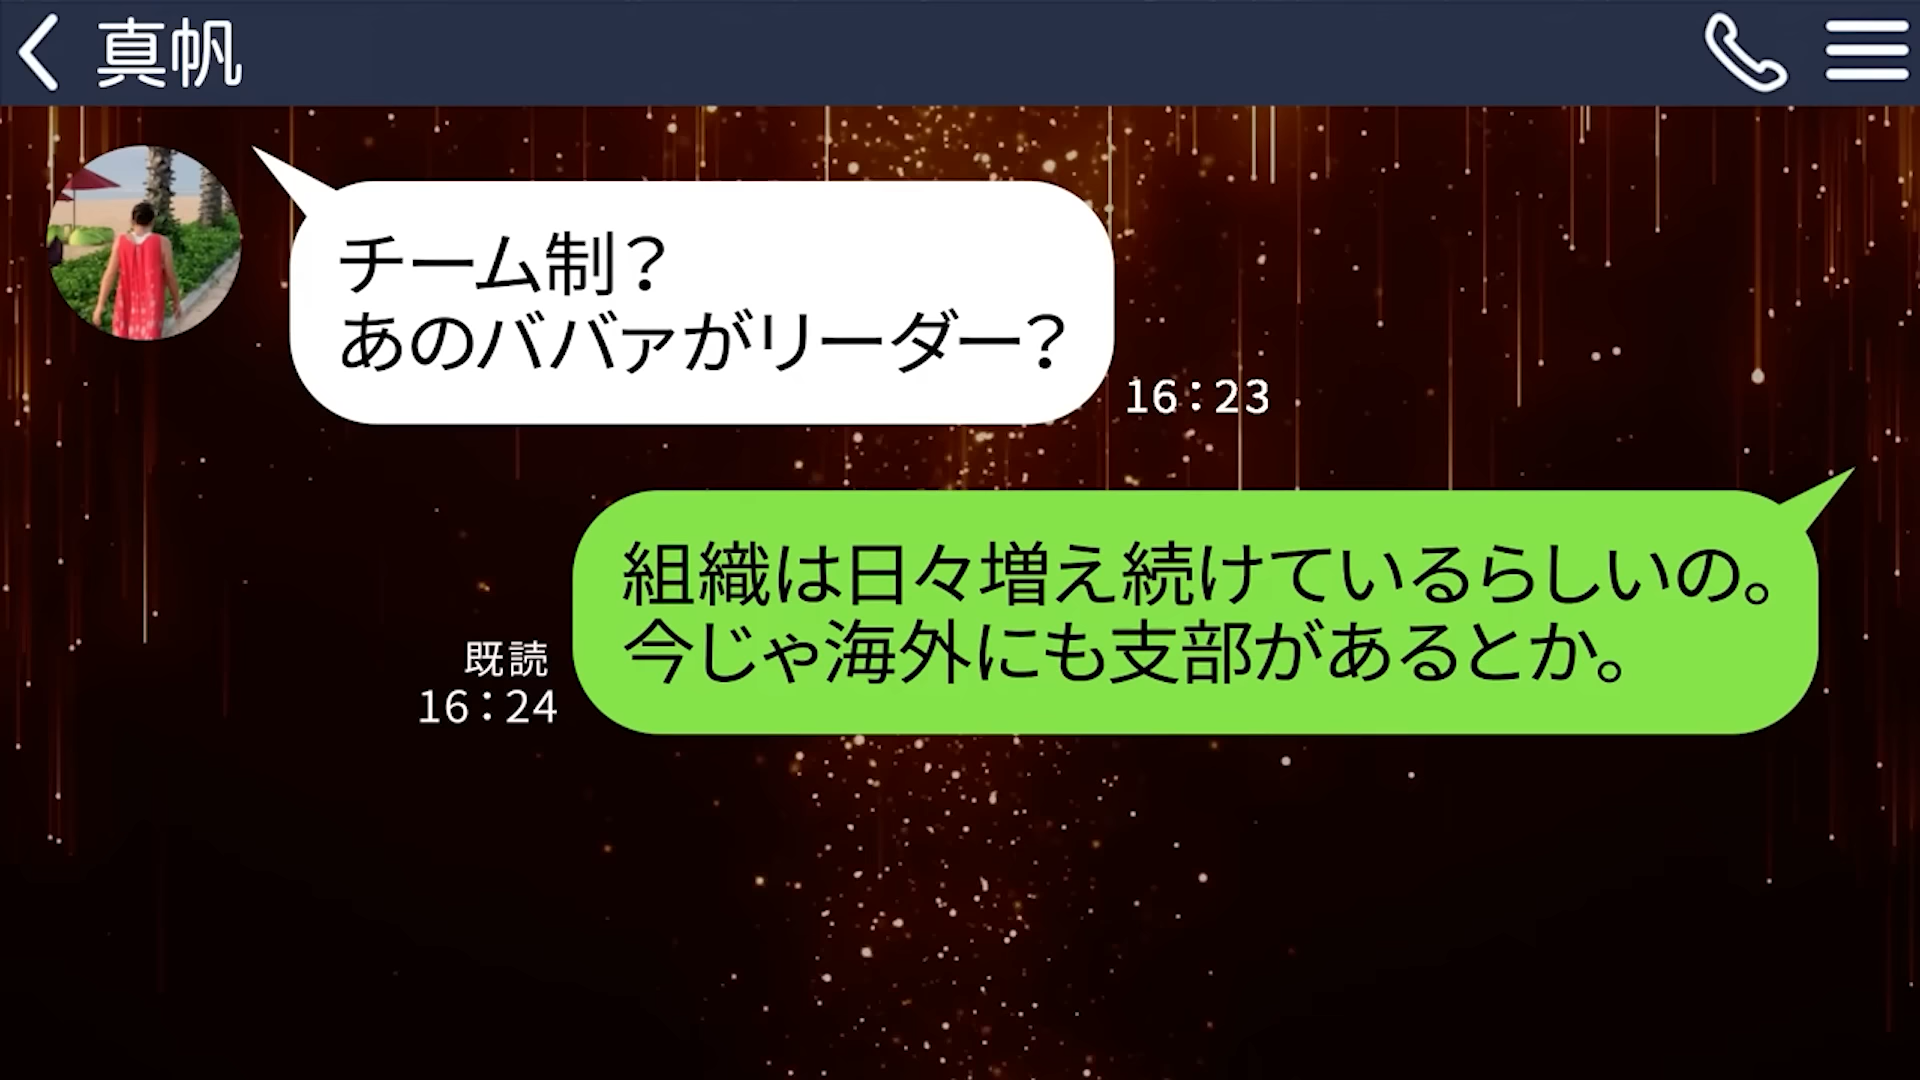 真帆
チーム制？
あのババァがリーダー？
16：23
組織は日々増え続けているらしいの。
今じゃ海外にも支部があるとか。
既読
16：24